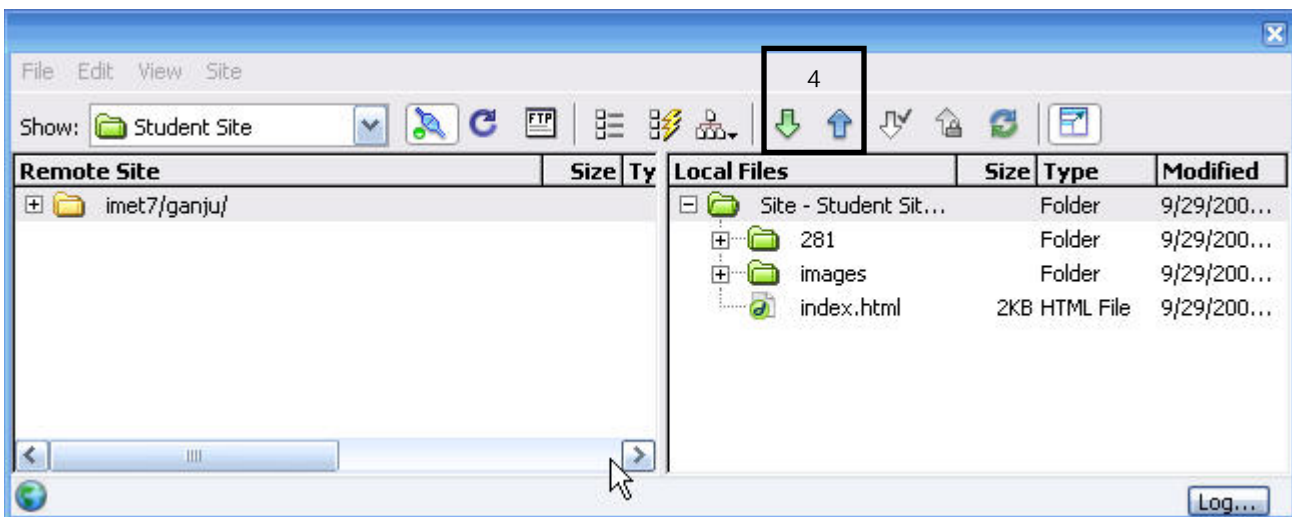 File Edit View Site
4
Show: Student Site FTP
Remote Site Size Ty Local Files Size Type Modified
imet7/ganju/ Site - Student Sit... Folder 9/29/200...
281 Folder 9/29/200...
images Folder 9/29/200...
index.html 2KB HTML File 9/29/200...
Log...